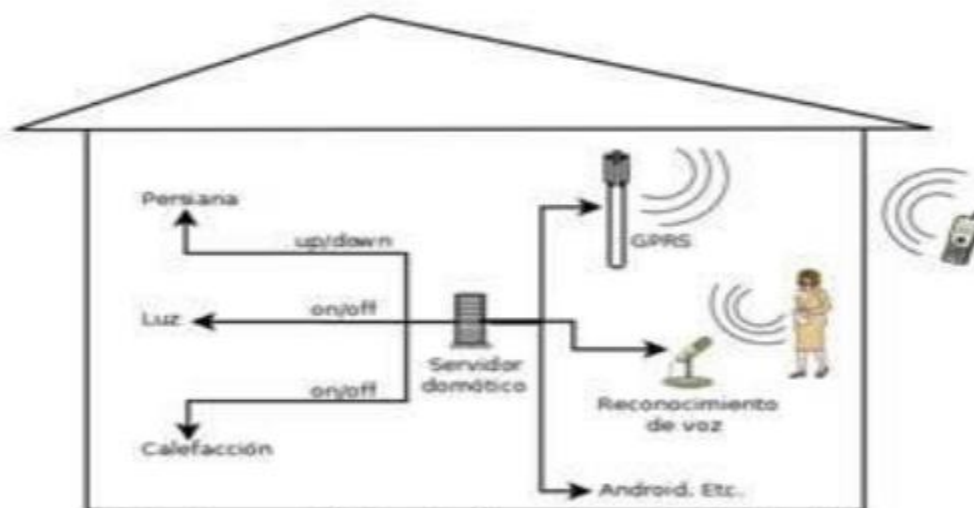 Persiana
up/down
Luz
on/off
on/off
Calefacción
Servidor
domótico
GPRS
Reconocimiento
de voz
Android. Etc.